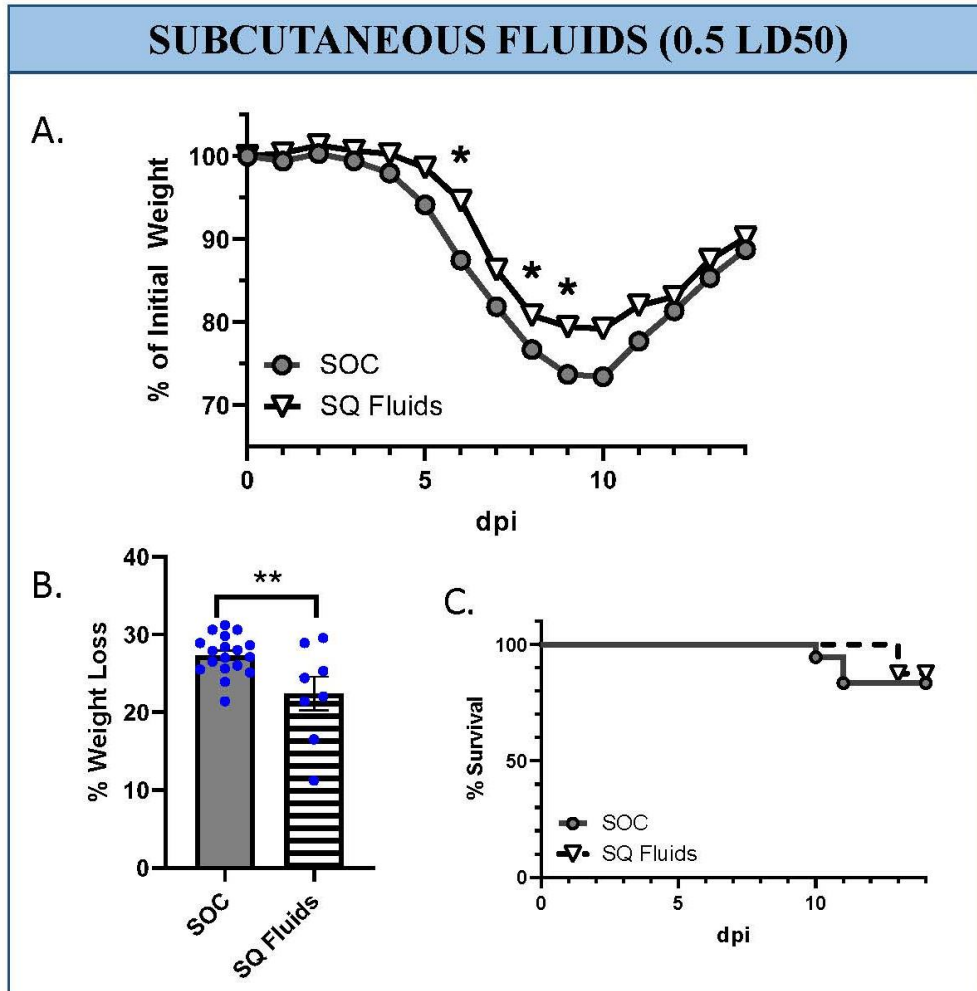 SUBCUTANEOUS FLUIDS (0.5 LD50)
A.
% of Initial Weight
100
90
80
70
*
*
*
SOC
SQ Fluids
0
5
10
dpi
B.
% Weight Loss
40
30
20
10
0
**
SOC
SQ Fluids
C.
% Survival
100
50
0
SOC
SQ Fluids
0
5
10
dpi